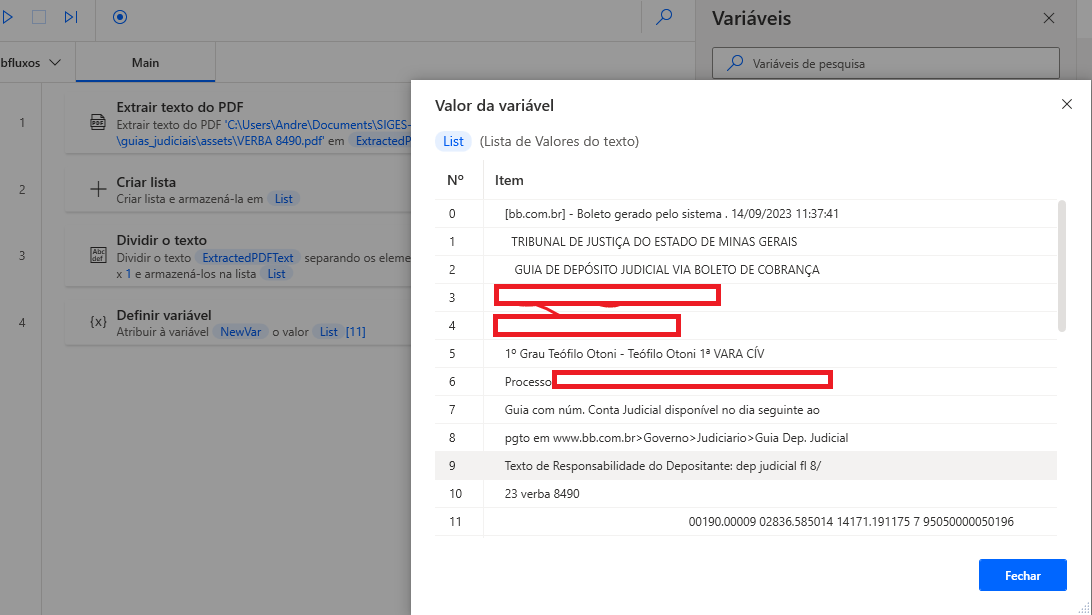 Variáveis
bfluxos
Main
Variáveis de pesquisa
1
Extrair texto do PDF
Extrair texto do PDF 'C:\Users\Andre\Documents\SIGES-
\guias_judiciais\assets\VERBA 8490.pdf' em ExtractedP
2
Criar lista
Criar lista e armazená-la em List
3
Dividir o texto
Dividir o texto ExtractedPDFText separando os eleme
x 1 e armazená-los na lista List
4
{x}
Definir variável
Atribuir à variável NewVar o valor List [11]
Valor da variável
List (Lista de Valores do texto)
Nº Item
0 [bb.com.br] - Boleto gerado pelo sistema . 14/09/2023 11:37:41
1 TRIBUNAL DE JUSTIÇA DO ESTADO DE MINAS GERAIS
2 GUIA DE DEPÓSITO JUDICIAL VIA BOLETO DE COBRANÇA
3
4
5 1º Grau Teófilo Otoni - Teófilo Otoni 1ª VARA CÍV
6 Processo
7 Guia com núm. Conta Judicial disponível no dia seguinte ao
8 pgto em www.bb.com.br>Governo>Judiciario>Guia Dep. Judicial
9 Texto de Responsabilidade do Depositante: dep judicial fl 8/
10 23 verba 8490
11 00190.00009 02836.585014 14171.191175 7 95050000050196
Fechar